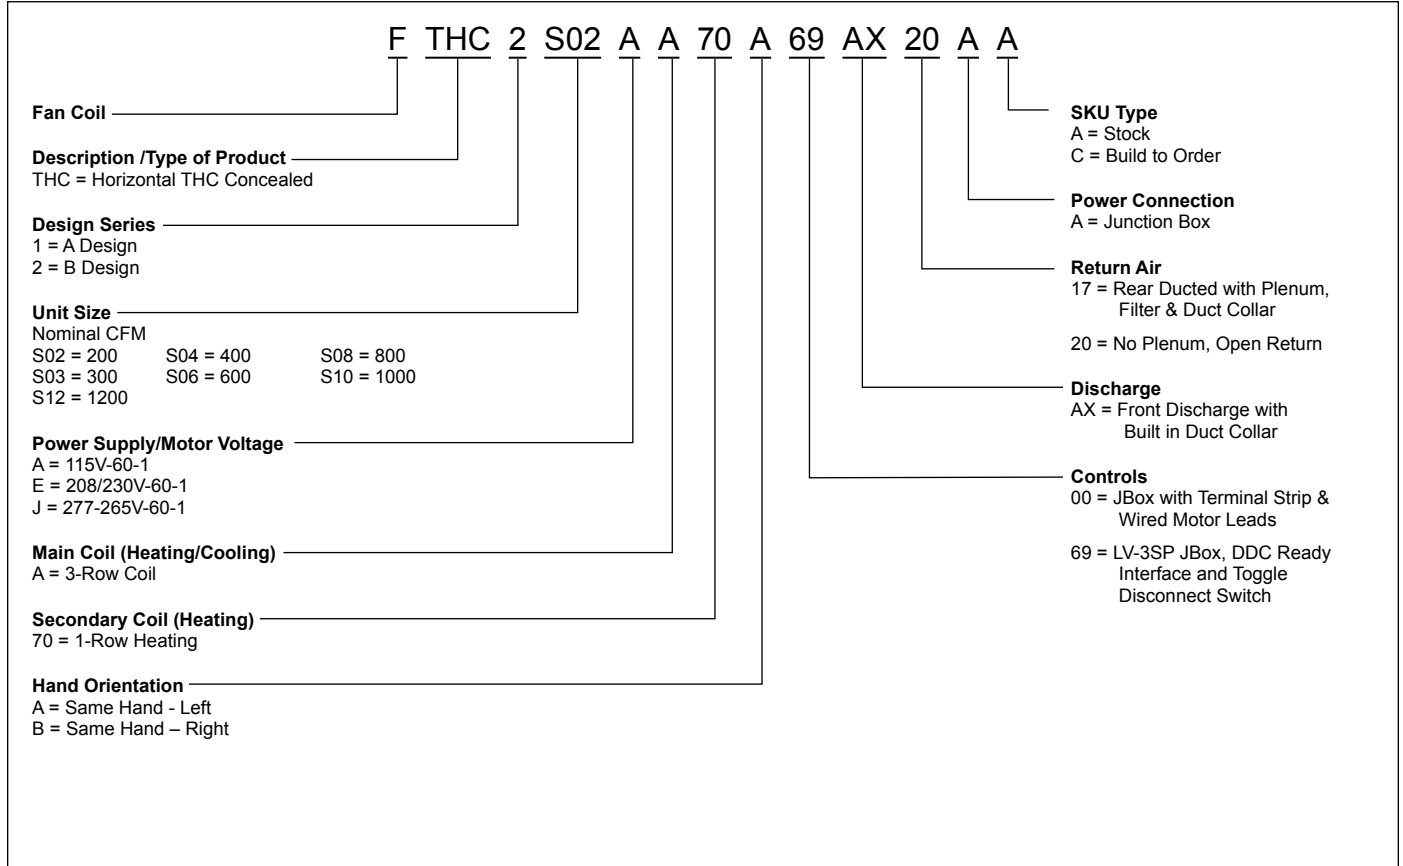 F THC 2 S02 A A 70 A 69 AX 20 A A
Fan Coil
Description /Type of Product
THC = Horizontal THC Concealed
Design Series
1 = A Design
2 = B Design
Unit Size
Nominal CFM
S02 = 200 S04 = 400 S08 = 800
S03 = 300 S06 = 600 S10 = 1000
S12 = 1200
Power Supply/Motor Voltage
A = 115V-60-1
E = 208/230V-60-1
J = 277-265V-60-1
Main Coil (Heating/Cooling)
A = 3-Row Coil
Secondary Coil (Heating)
70 = 1-Row Heating
Hand Orientation
A = Same Hand - Left
B = Same Hand – Right
SKU Type
A = Stock
C = Build to Order
Power Connection
A = Junction Box
Return Air
17 = Rear Ducted with Plenum,
Filter & Duct Collar
20 = No Plenum, Open Return
Discharge
AX = Front Discharge with
Built in Duct Collar
Controls
00 = JBox with Terminal Strip &
Wired Motor Leads
69 = LV-3SP JBox, DDC Ready
Interface and Toggle
Disconnect Switch